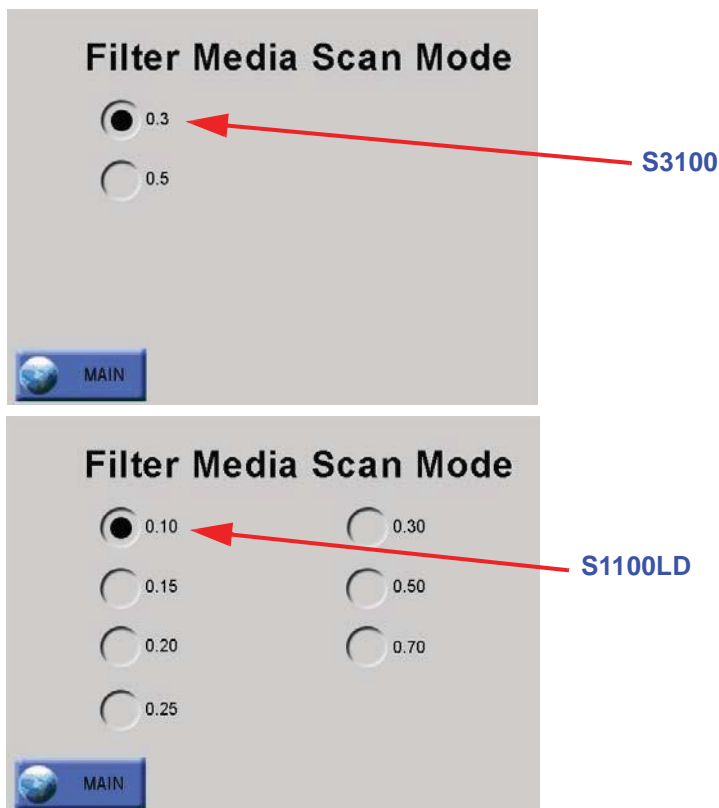 Filter Media Scan Mode
0.3
S3100
0.5
MAIN
Filter Media Scan Mode
0.10 0.30
S1100LD
0.15 0.50
0.20 0.70
0.25
MAIN